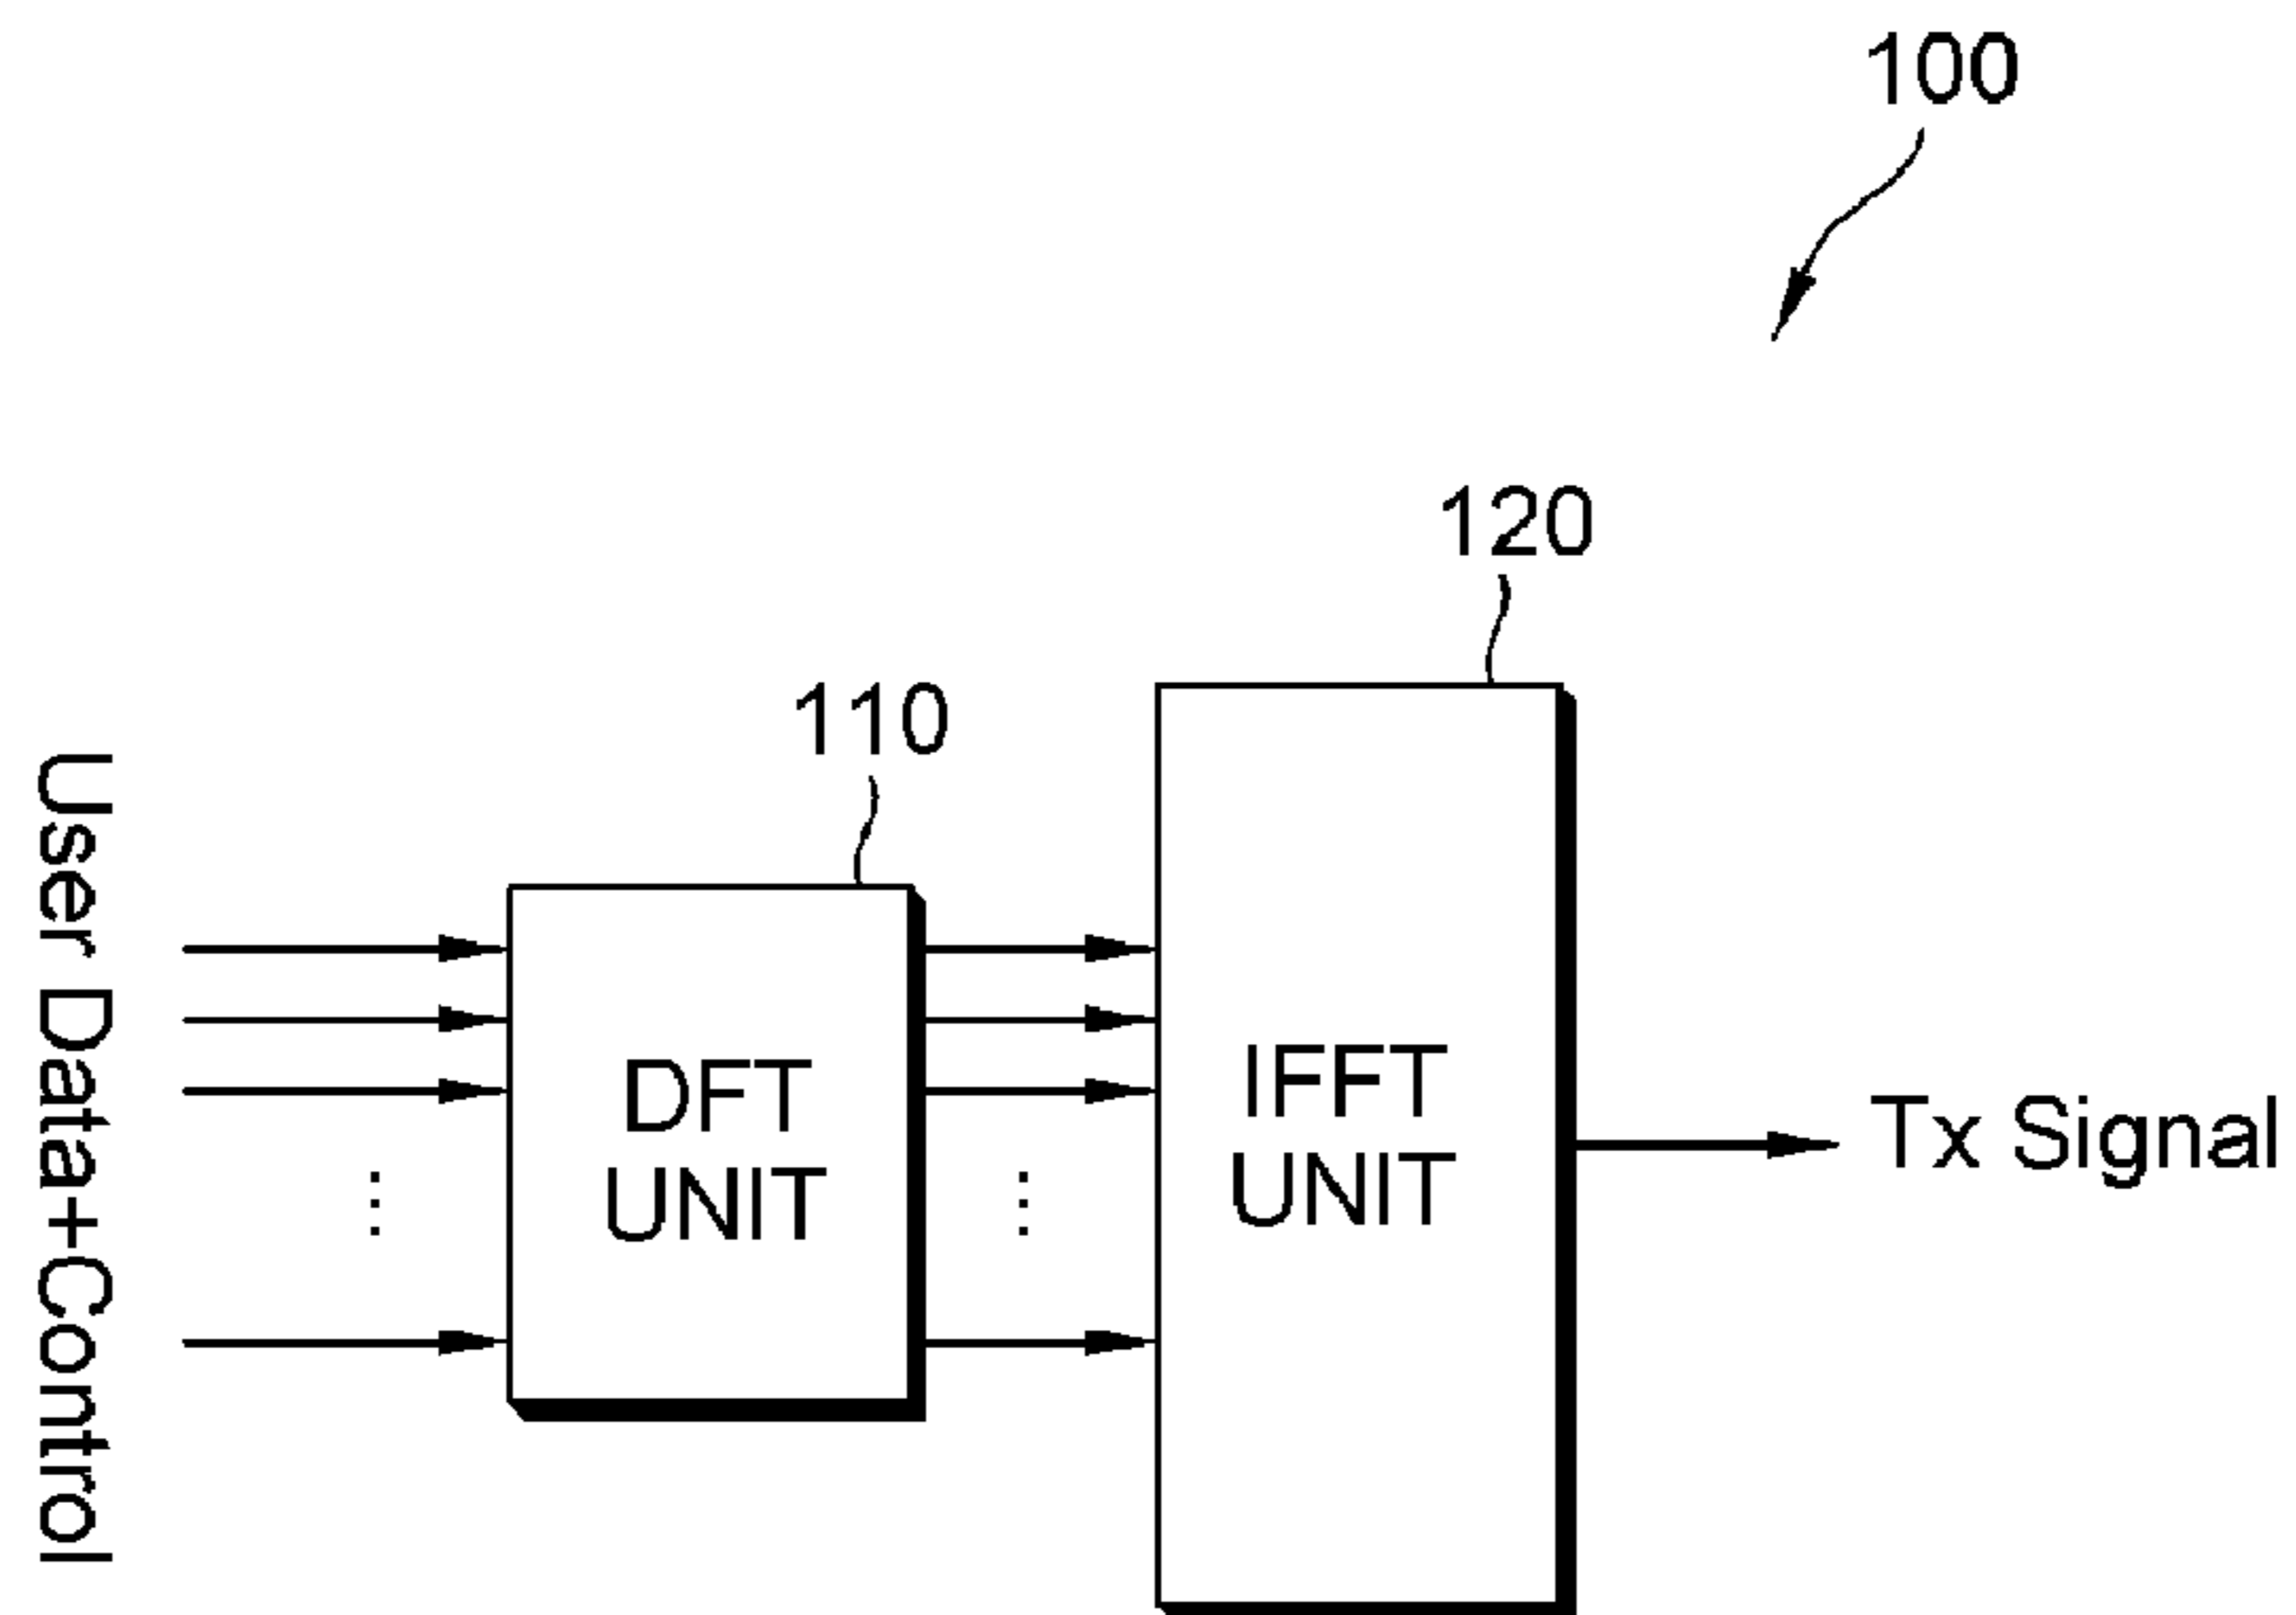 100
120
110
User Data+Control
DFT
UNIT
IFFT
UNIT
Tx Signal